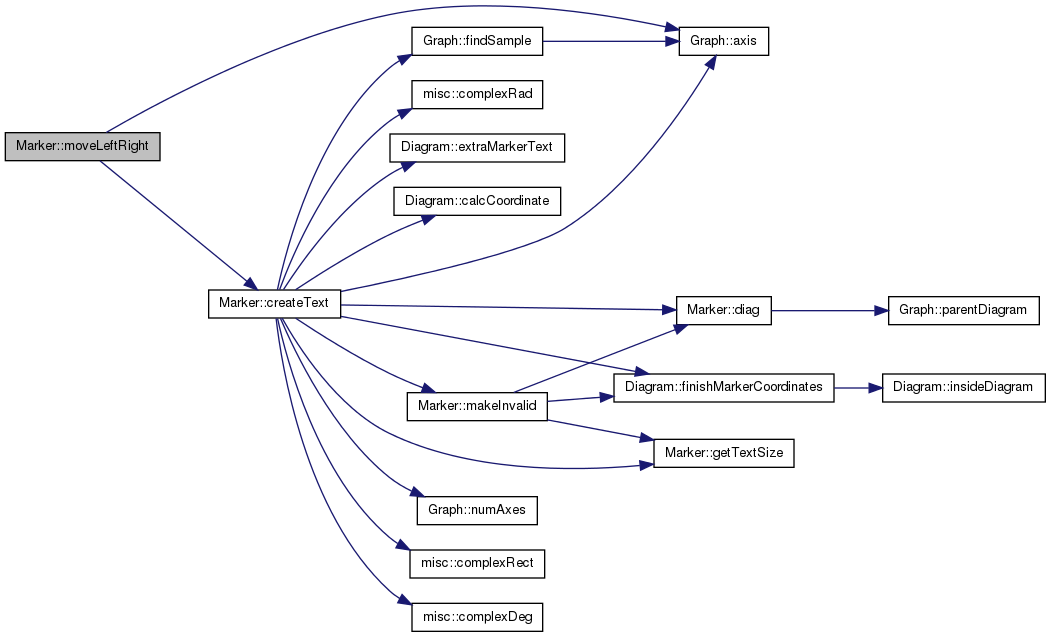 Marker::moveLeftRight
Marker::createText
Graph::findSample
misc::complexRad
Diagram::extraMarkerText
Diagram::calcCoordinate
Marker::makeInvalid
Graph::numAxes
misc::complexRect
misc::complexDeg
Graph::axis
Marker::diag
Diagram::finishMarkerCoordinates
Marker::getTextSize
Graph::parentDiagram
Diagram::insideDiagram